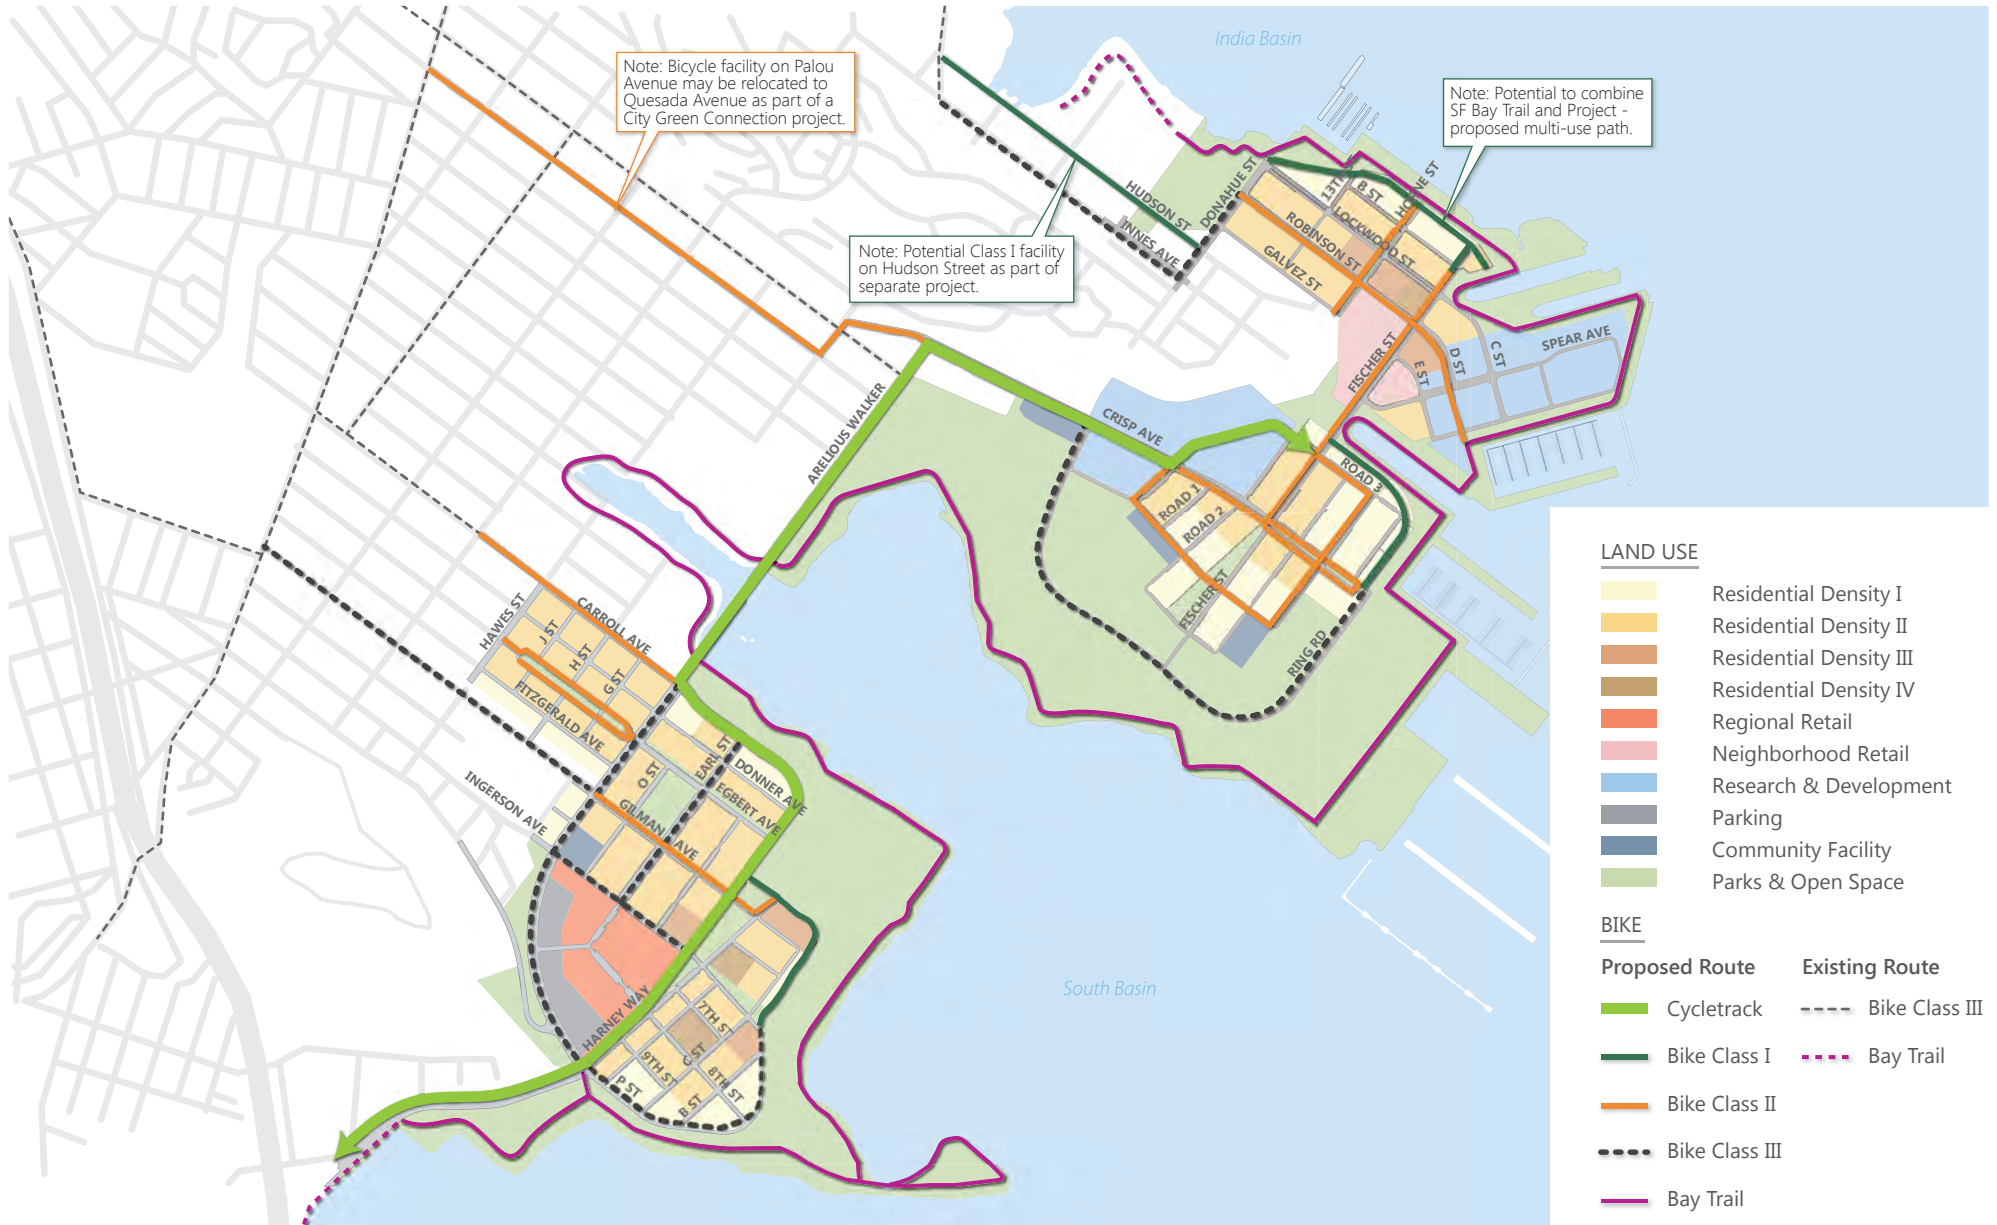 India Basin
Note: Bicycle facility on Palou
Avenue may be relocated to
Quesada Avenue as part of a
City Green Connection project.
Note: Potential to combine
SF Bay Trail and Project -
proposed multi-use path.
Note: Potential Class I facility
on Hudson Street as part of
separate project.
HUDSON ST
INNES AVE
DONAHUE ST
13TH
B ST
HORNE ST
LOCKWOOD ST
ROBINSON ST
GALVEZ ST
FISCHER ST
E ST
D ST
C ST
SPEAR AVE
ARELIOUS WALKER
CRISP AVE
ROAD 1
ROAD 2
ROAD 3
FISCHER ST
RING RD
HAWES ST
CARROLL AVE
J ST
H ST
G ST
FITZGERALD AVE
INGERSON AVE
O ST
EARL ST
DONNER AVE
EGBERT AVE
GILMAN AVE
HARNEY WAY
7TH ST
C ST
9TH ST
8TH ST
P ST
B ST
South Basin
LAND USE
Residential Density I
Residential Density II
Residential Density III
Residential Density IV
Regional Retail
Neighborhood Retail
Research & Development
Parking
Community Facility
Parks & Open Space
BIKE
Proposed Route Existing Route
Cycletrack Bike Class III
Bike Class I Bay Trail
Bike Class II
Bike Class III
Bay Trail